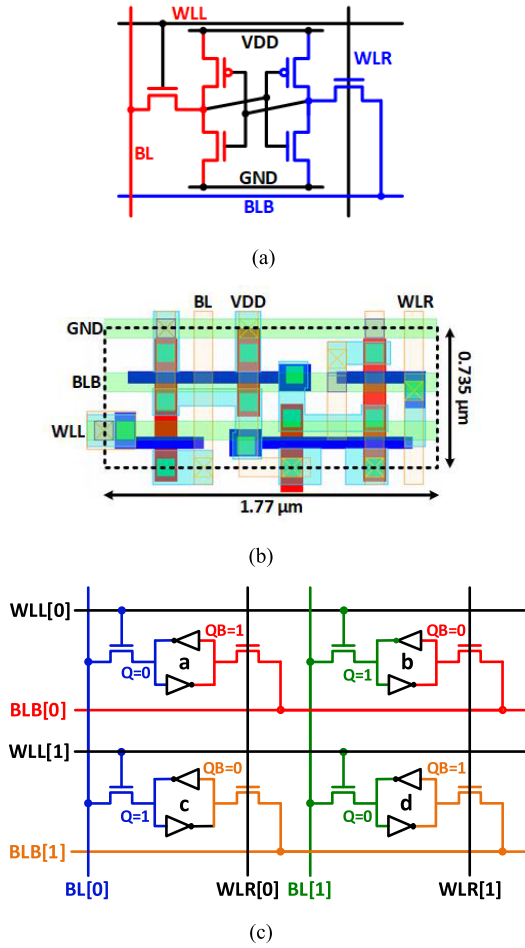 WLL
VDD
WLR
BL
GND
BLB
(a)
BL VDD WLR
GND
BLB
WLL
0.735 μm
1.77 μm
(b)
WLL[0]
QB=1 QB=0
a b
Q=0 Q=1
BLB[0]
WLL[1]
QB=0 QB=1
c d
Q=1 Q=0
BLB[1]
BL[0] WLR[0] BL[1] WLR[1]
(c)